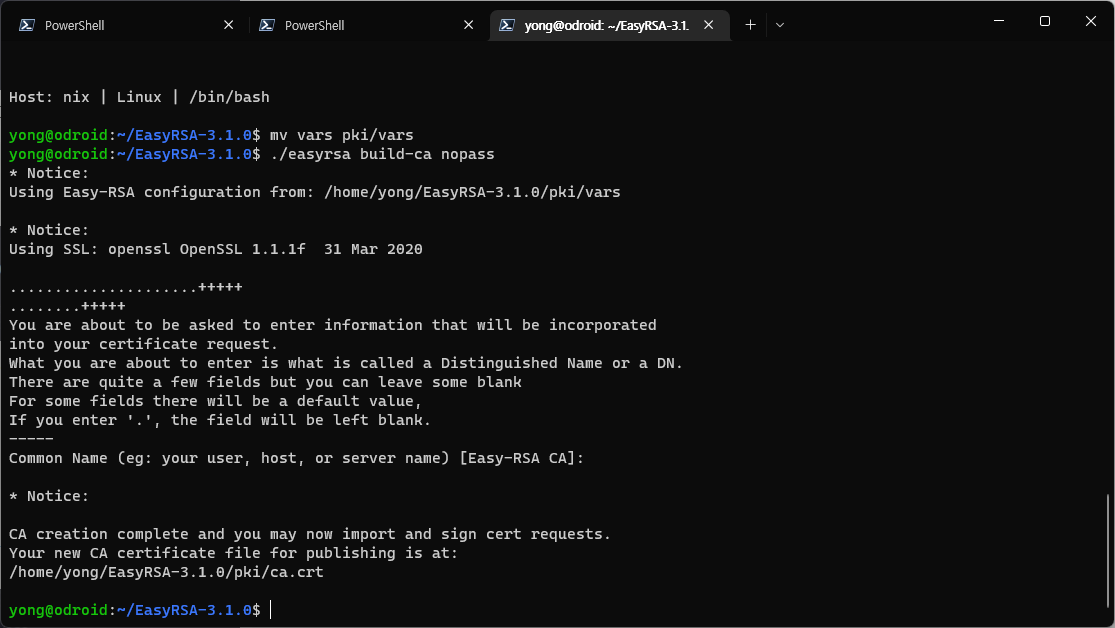 PowerShell
PowerShell
yong@odroid: ~/EasyRSA-3.1.
Host: nix | Linux | /bin/bash
yong@odroid:~/EasyRSA-3.1.0$ mv vars pki/vars
yong@odroid:~/EasyRSA-3.1.0$ ./easyrsa build-ca nopass
* Notice:
Using Easy-RSA configuration from: /home/yong/EasyRSA-3.1.0/pki/vars
* Notice:
Using SSL: openssl OpenSSL 1.1.1f  31 Mar 2020
.....................+++++
........+++++
You are about to be asked to enter information that will be incorporated
into your certificate request.
What you are about to enter is what is called a Distinguished Name or a DN.
There are quite a few fields but you can leave some blank
For some fields there will be a default value,
If you enter '.', the field will be left blank.
-----
Common Name (eg: your user, host, or server name) [Easy-RSA CA]:
* Notice:
CA creation complete and you may now import and sign cert requests.
Your new CA certificate file for publishing is at:
/home/yong/EasyRSA-3.1.0/pki/ca.crt
yong@odroid:~/EasyRSA-3.1.0$